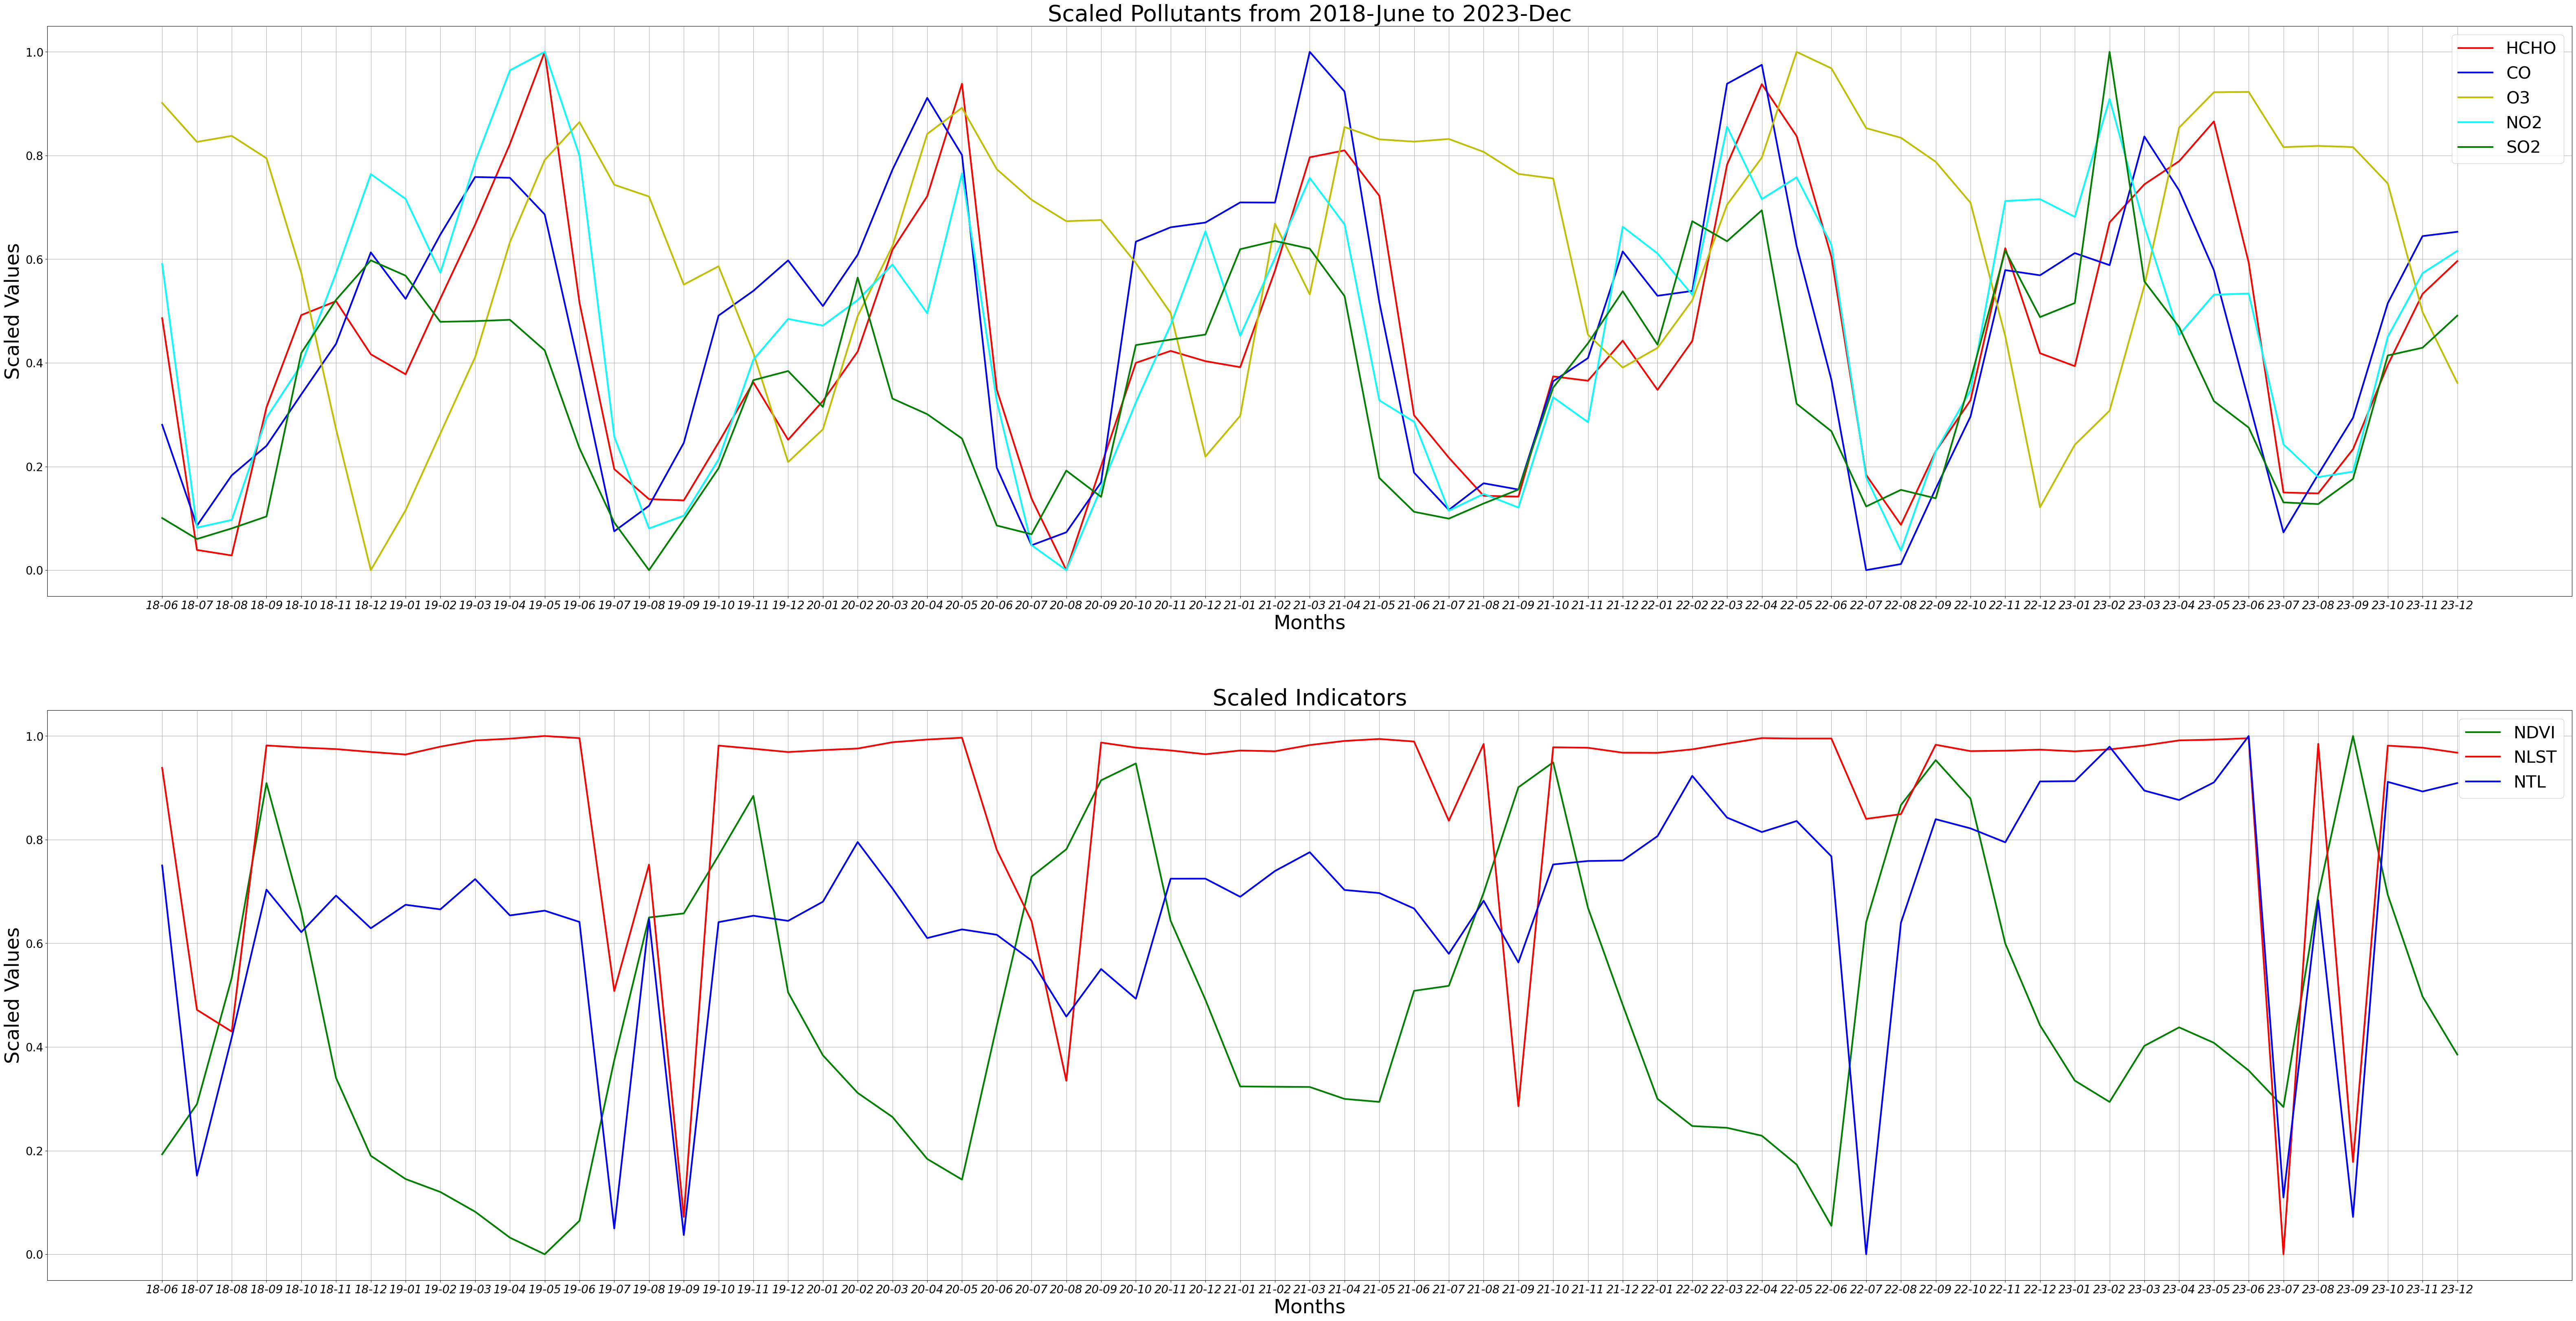 Scaled Pollutants from 2018-June to 2023-Dec
1.0
0.8
0.6
0.4
0.2
0.0
Scaled Values
HCHO
CO
O3
NO2
SO2
18-06 18-07 18-08 18-09 18-10 18-11 18-12 19-01 19-02 19-03 19-04 19-05 19-06 19-07 19-08 19-09 19-10 19-11 19-12 20-01 20-02 20-03 20-04 20-05 20-06 20-07 20-08 20-09 20-10 20-11 20-12 21-01 21-02 21-03 21-04 21-05 21-06 21-07 21-08 21-09 21-10 21-11 21-12 22-01 22-02 22-03 22-04 22-05 22-06 22-07 22-08 22-09 22-10 22-11 22-12 23-01 23-02 23-03 23-04 23-05 23-06 23-07 23-08 23-09 23-10 23-11 23-12
Months
Scaled Indicators
1.0
0.8
0.6
0.4
0.2
0.0
Scaled Values
NDVI
NLST
NTL
18-06 18-07 18-08 18-09 18-10 18-11 18-12 19-01 19-02 19-03 19-04 19-05 19-06 19-07 19-08 19-09 19-10 19-11 19-12 20-01 20-02 20-03 20-04 20-05 20-06 20-07 20-08 20-09 20-10 20-11 20-12 21-01 21-02 21-03 21-04 21-05 21-06 21-07 21-08 21-09 21-10 21-11 21-12 22-01 22-02 22-03 22-04 22-05 22-06 22-07 22-08 22-09 22-10 22-11 22-12 23-01 23-02 23-03 23-04 23-05 23-06 23-07 23-08 23-09 23-10 23-11 23-12
Months